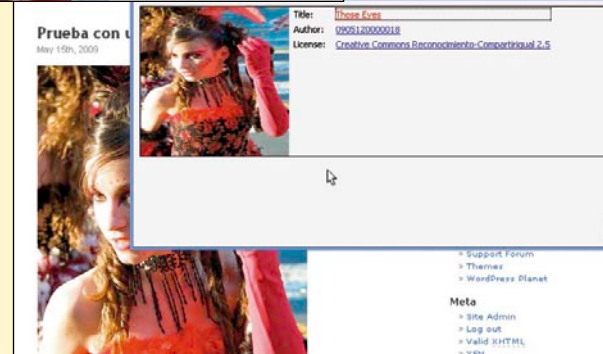 Prueba con u
May 15th, 2009
Title: Those Eyes
Author: 0905120000018
License: Creative Commons Reconocimiento-CompartirIgual 2.5
» Support Forum
» Themes
» WordPress Planet
Meta
» Site Admin
» Log out
» Valid XHTML
» XFN